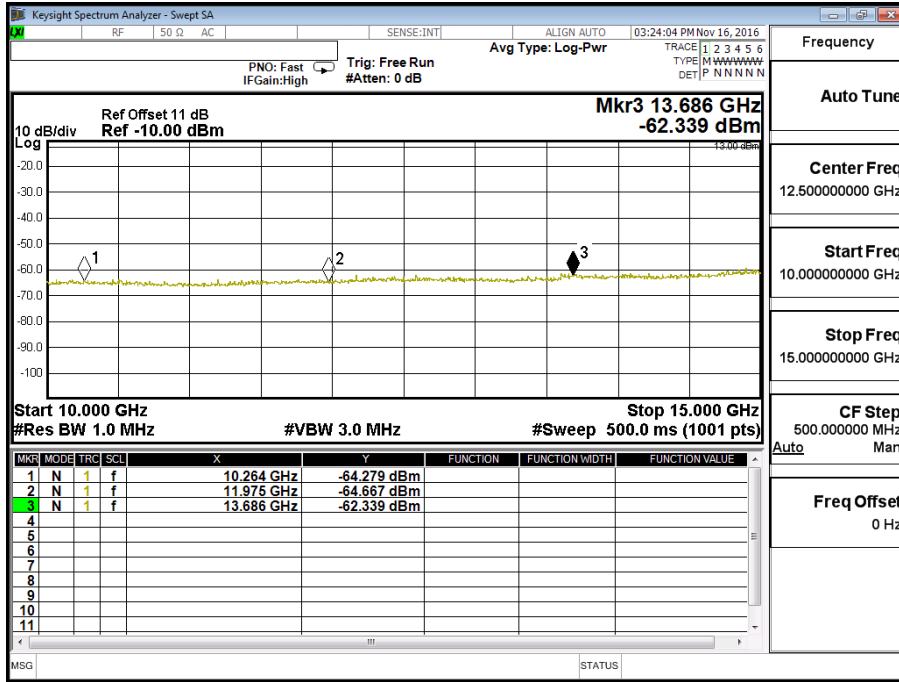 Keysight Spectrum Analyzer - Swept SA
LXI RF 50 Ω AC SENSE:INT ALIGN AUTO 03:24:04 PM Nov 16, 2016
Avg Type: Log-Pwr TRACE 1 2 3 4 5 6
PNO: Fast Trig: Free Run TYPE M WWWWW
IFGain:High #Atten: 0 dB DET P N N N N N
Ref Offset 11 dB Mkr3 13.686 GHz
10 dB/div Ref -10.00 dBm -62.339 dBm
Log
13.00 dBm
-20.0
-30.0
-40.0
-50.0
-60.0
-70.0
-80.0
-90.0
-100
1
2
3
Start 10.000 GHz Stop 15.000 GHz
#Res BW 1.0 MHz #VBW 3.0 MHz #Sweep 500.0 ms (1001 pts)
MKR MODE TRC SCL X Y FUNCTION FUNCTION WIDTH FUNCTION VALUE
1 N 1 f 10.264 GHz -64.279 dBm
2 N 1 f 11.975 GHz -64.667 dBm
3 N 1 f 13.686 GHz -62.339 dBm
4
5
6
7
8
9
10
11
MSG STATUS
Frequency
Auto Tune
Center Freq
12.500000000 GHz
Start Freq
10.000000000 GHz
Stop Freq
15.000000000 GHz
CF Step
500.000000 MHz
Auto Man
Freq Offset
0 Hz